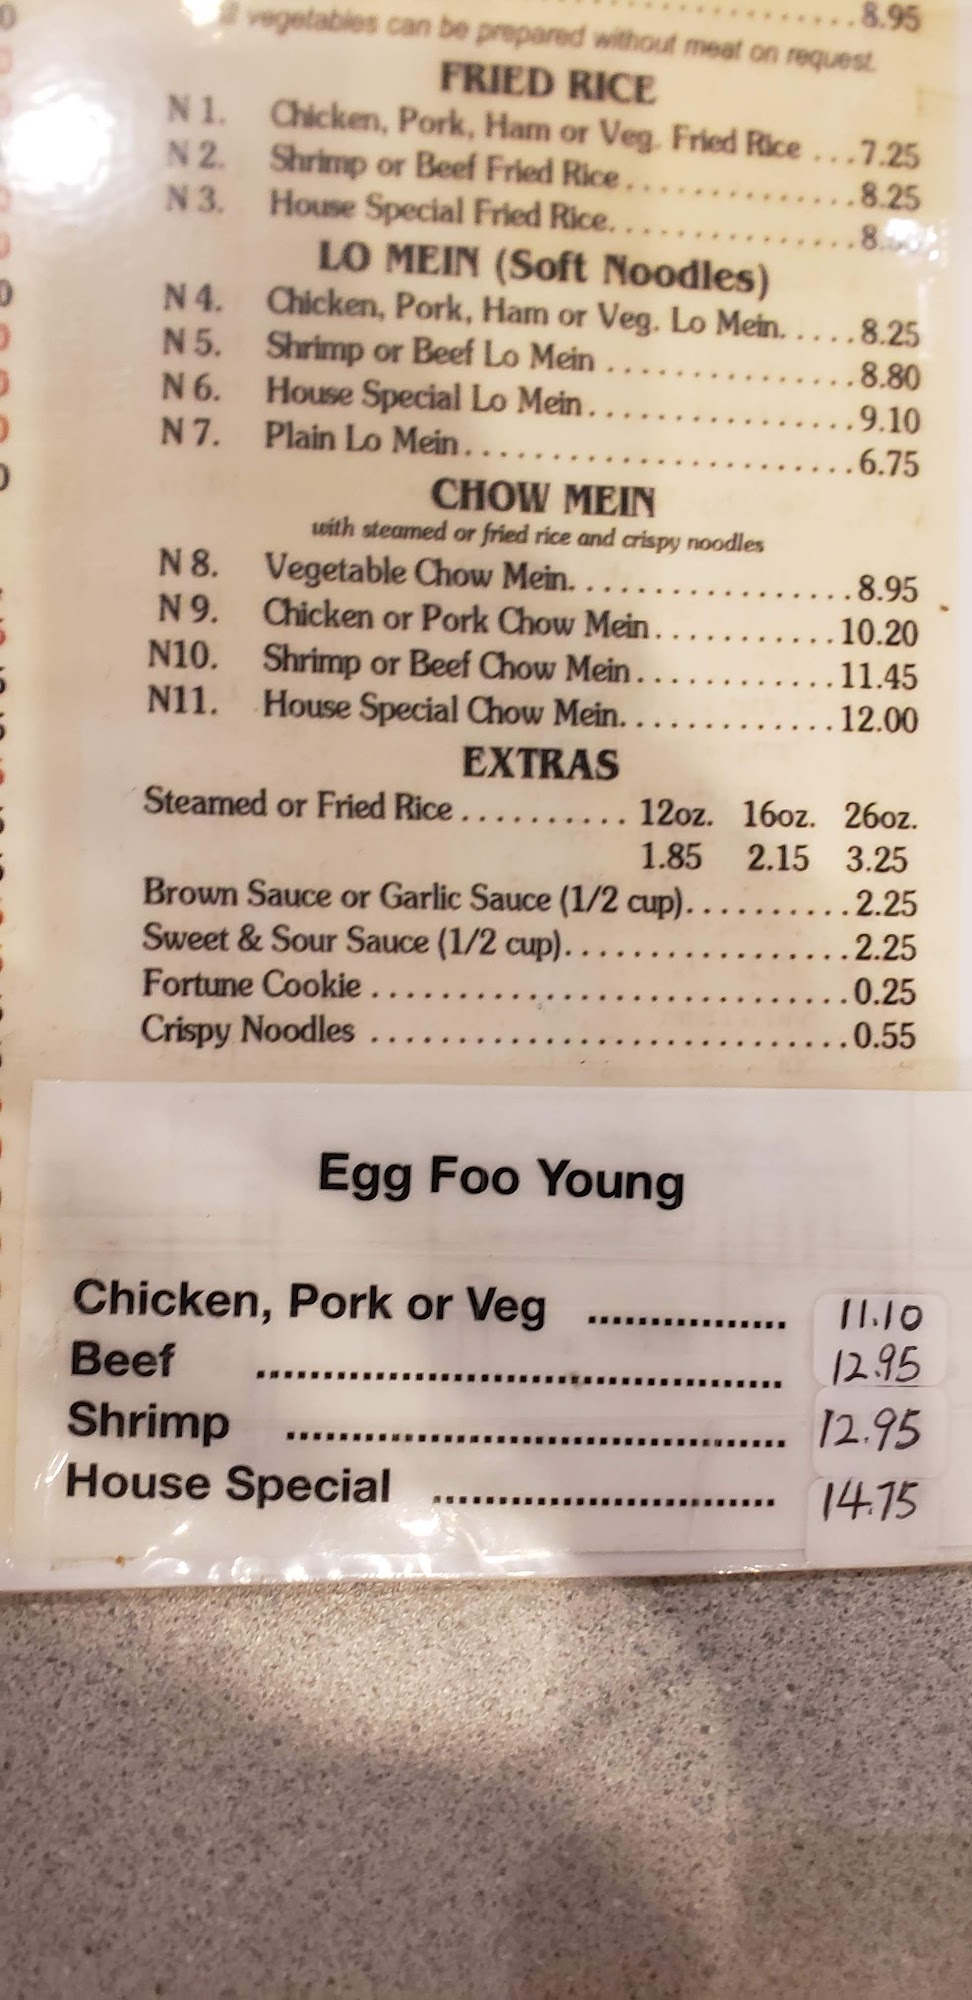 8.95
vegetables can be prepared without meat on request.
FRIED RICE
N 1. Chicken, Pork, Ham or Veg. Fried Rice ...7.25
N 2. Shrimp or Beef Fried Rice.............8.25
N 3. House Special Fried Rice...............8.
LO MEIN (Soft Noodles)
N 4. Chicken, Pork, Ham or Veg. Lo Mein.....8.25
N 5. Shrimp or Beef Lo Mein ...............8.80
N 6. House Special Lo Mein................9.10
N 7. Plain Lo Mein........................6.75
CHOW MEIN
with steamed or fried rice and crispy noodles
N 8. Vegetable Chow Mein.................8.95
N 9. Chicken or Pork Chow Mein...........10.20
N10. Shrimp or Beef Chow Mein............11.45
N11. House Special Chow Mein.............12.00
EXTRAS
Steamed or Fried Rice.......... 12oz. 16oz. 26oz.
1.85 2.15 3.25
Brown Sauce or Garlic Sauce (1/2 cup)..........2.25
Sweet & Sour Sauce (1/2 cup).................2.25
Fortune Cookie .............................0.25
Crispy Noodles .............................0.55
Egg Foo Young
Chicken, Pork or Veg ................. 11.10
Beef ........................................ 12.95
Shrimp ...................................... 12.95
House Special .......................... 14.75